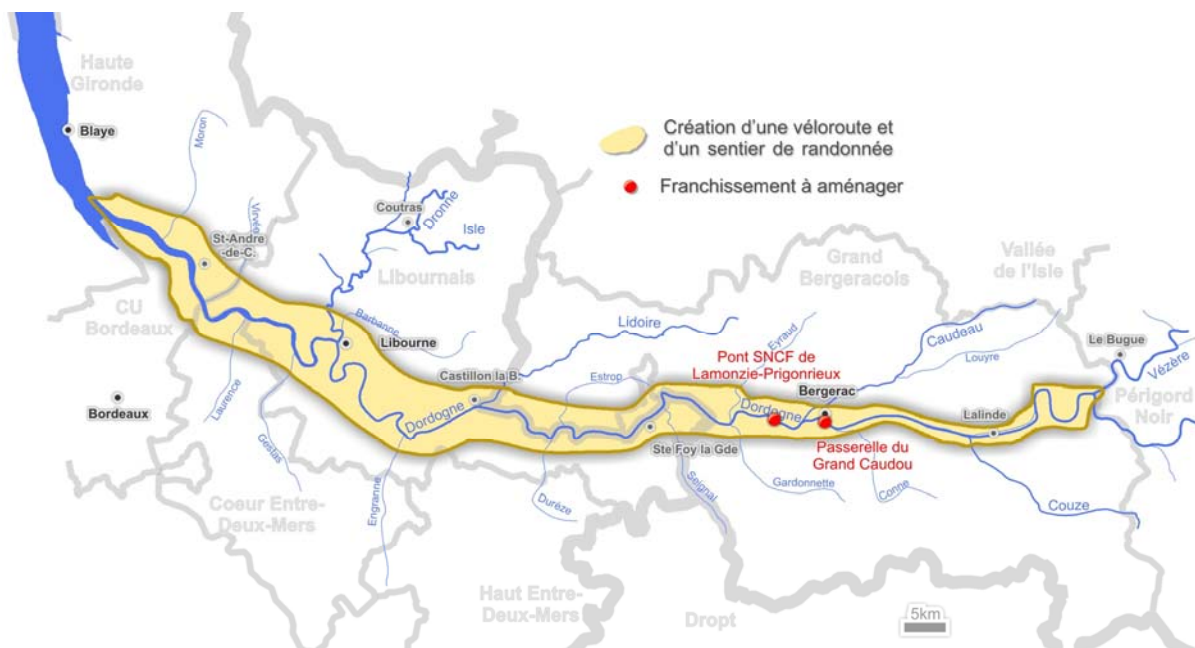 Haute
Gironde
Blaye
Moron
Création d'une véloroute et
d'un sentier de randonnée
Franchissement à aménager
Coutras
Dronne
Isle
Virvée
St-Andre
-de-C.
Libournais
Grand
Bergeracois
Vallée
de l'Isle
CU
Bordeaux
Barbanne
Libourne
Lidoire
Eyraud
Caudeau
Louyre
Le Bugue
Vézère
Pont SNCF de
Lamonzie-Prigonrieux
Castillon la B.
Estrop
Bergerac
Périgord
Noir
Bordeaux
Laurence
Dordogne
Dordogne
Lalinde
Gestas
Ste Foy la Gde
Passerelle du
Grand Caudou
Engranne
Durèze
Seignal
Gardonnette
Conne
Couze
Coeur Entre-
Deux-Mers
Haut Entre-
Deux-Mers
Dropt
5km